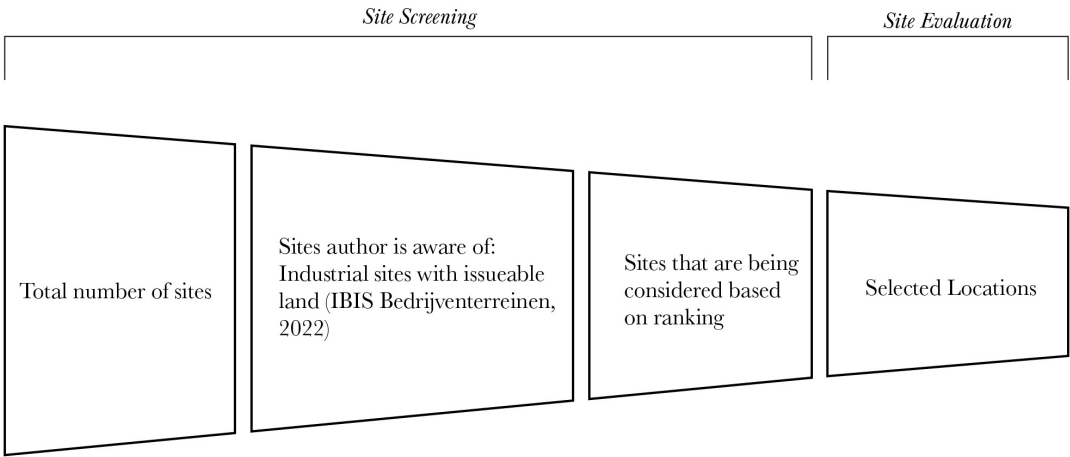 Site Screening
Site Evaluation
Total number of sites
Sites author is aware of:
Industrial sites with issueable
land (IBIS Bedrijventerreinen,
2022)
Sites that are being
considered based
on ranking
Selected Locations